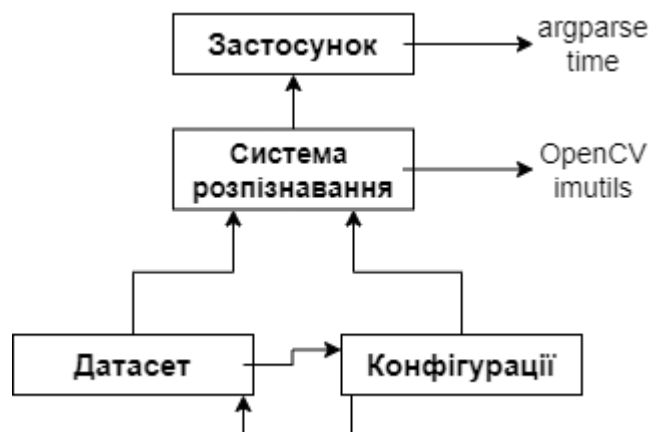 Застосунок
argparse
time
Система
розпізнавання
OpenCV
imutils
Датасет
Конфігурації